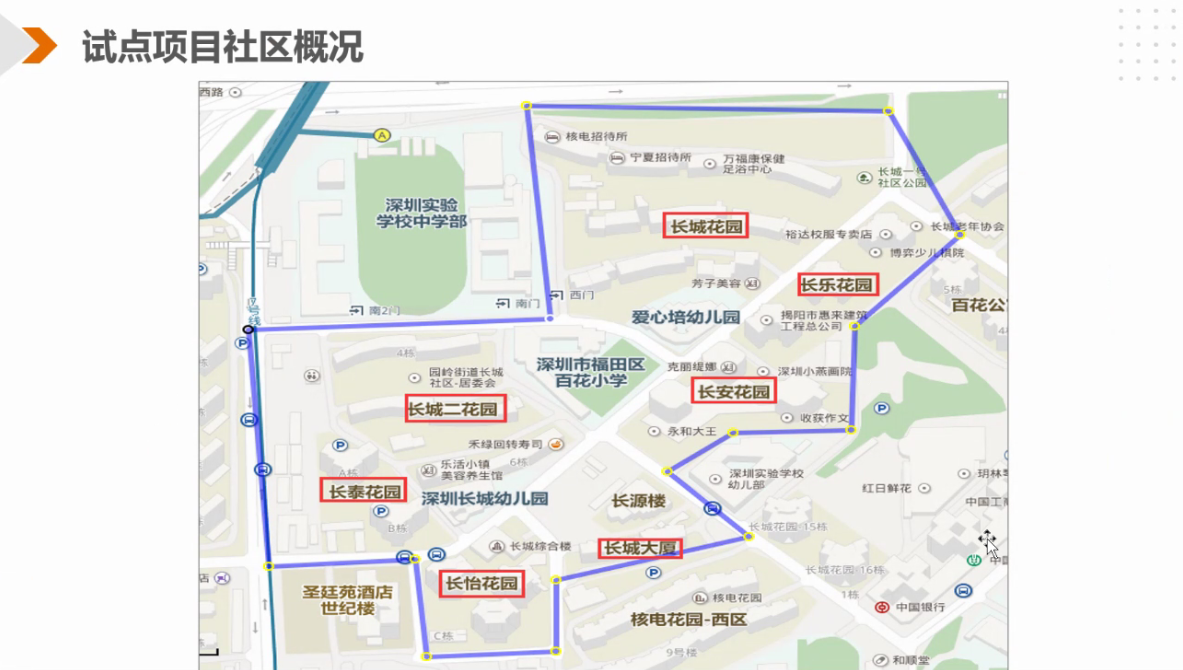 试点项目社区概况
西路
A
核电招待所
宁夏招待所
万福康保健
足浴中心
长城一号
社区公园
深圳实验
学校中学部
长城花园
裕达校服专卖店
长城老年协会
博弈少儿棋院
芳子美容
长乐花园
5栋
百花公
7号线
南2门
南门
西门
爱心培幼儿园
揭阳市惠来建筑
工程总公司
4栋
园岭街道长城
社区-居委会
深圳市福田区
百花小学
克丽缇娜
深圳小燕画院
长安花园
长城二花园
收获作文
永和大王
禾绿回转寿司
6栋
乐活小镇
美容养生馆
A栋
长泰花园
深圳长城幼儿园
长源楼
深圳实验学校
幼儿部
红日鲜花
玥林
中国工商
B栋
长城花园-15栋
长城综合楼
长城大厦
长城花园-16栋
中国
店
圣廷苑酒店
世纪楼
长怡花园
核电花园
1栋
中国银行
核电花园-西区
C栋
9号楼
和顺堂